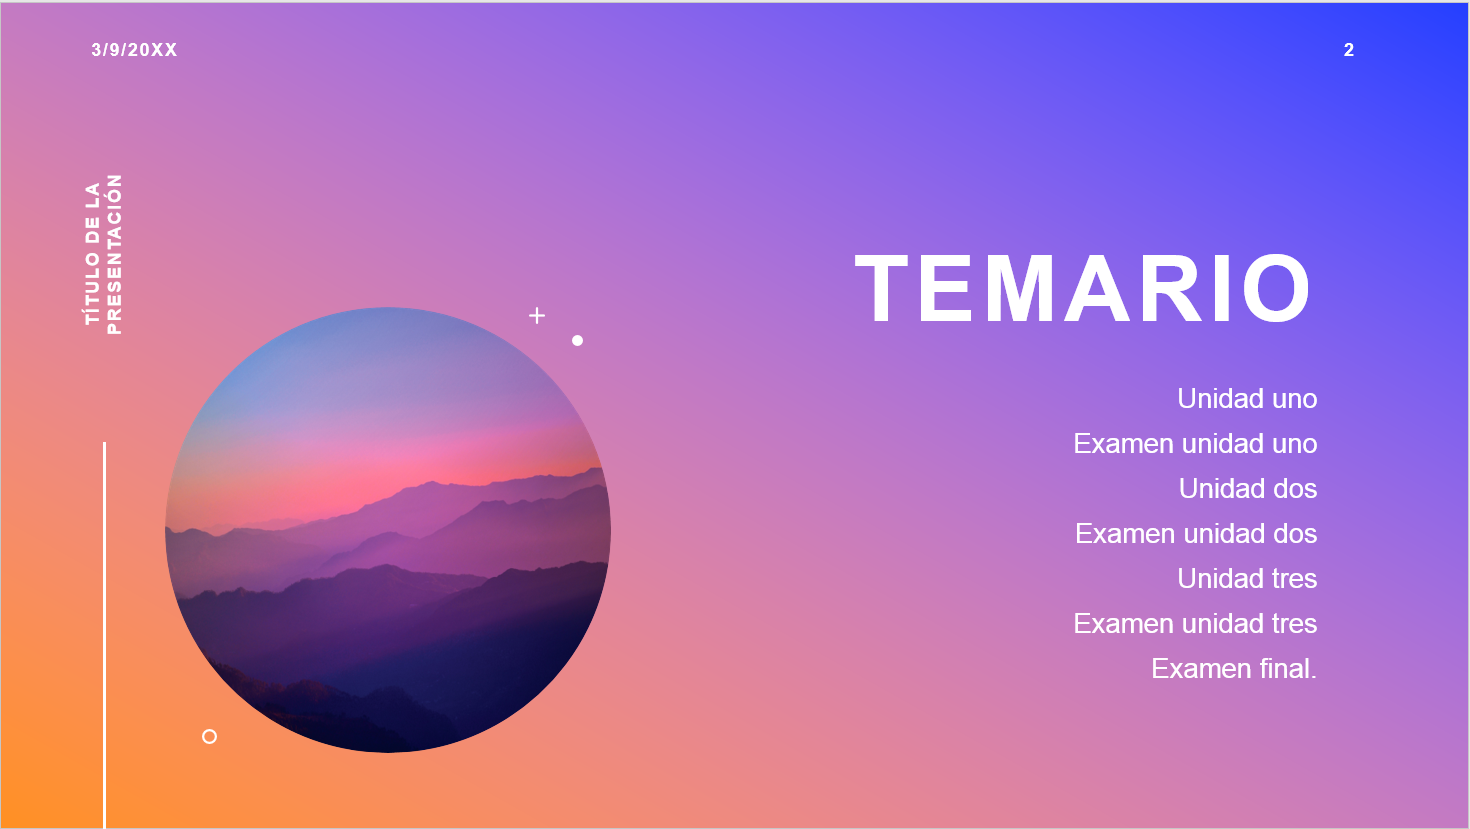 3/9/20XX
2
TÍTULO DE LA
PRESENTACIÓN
TEMARIO
Unidad uno
Examen unidad uno
Unidad dos
Examen unidad dos
Unidad tres
Examen unidad tres
Examen final.